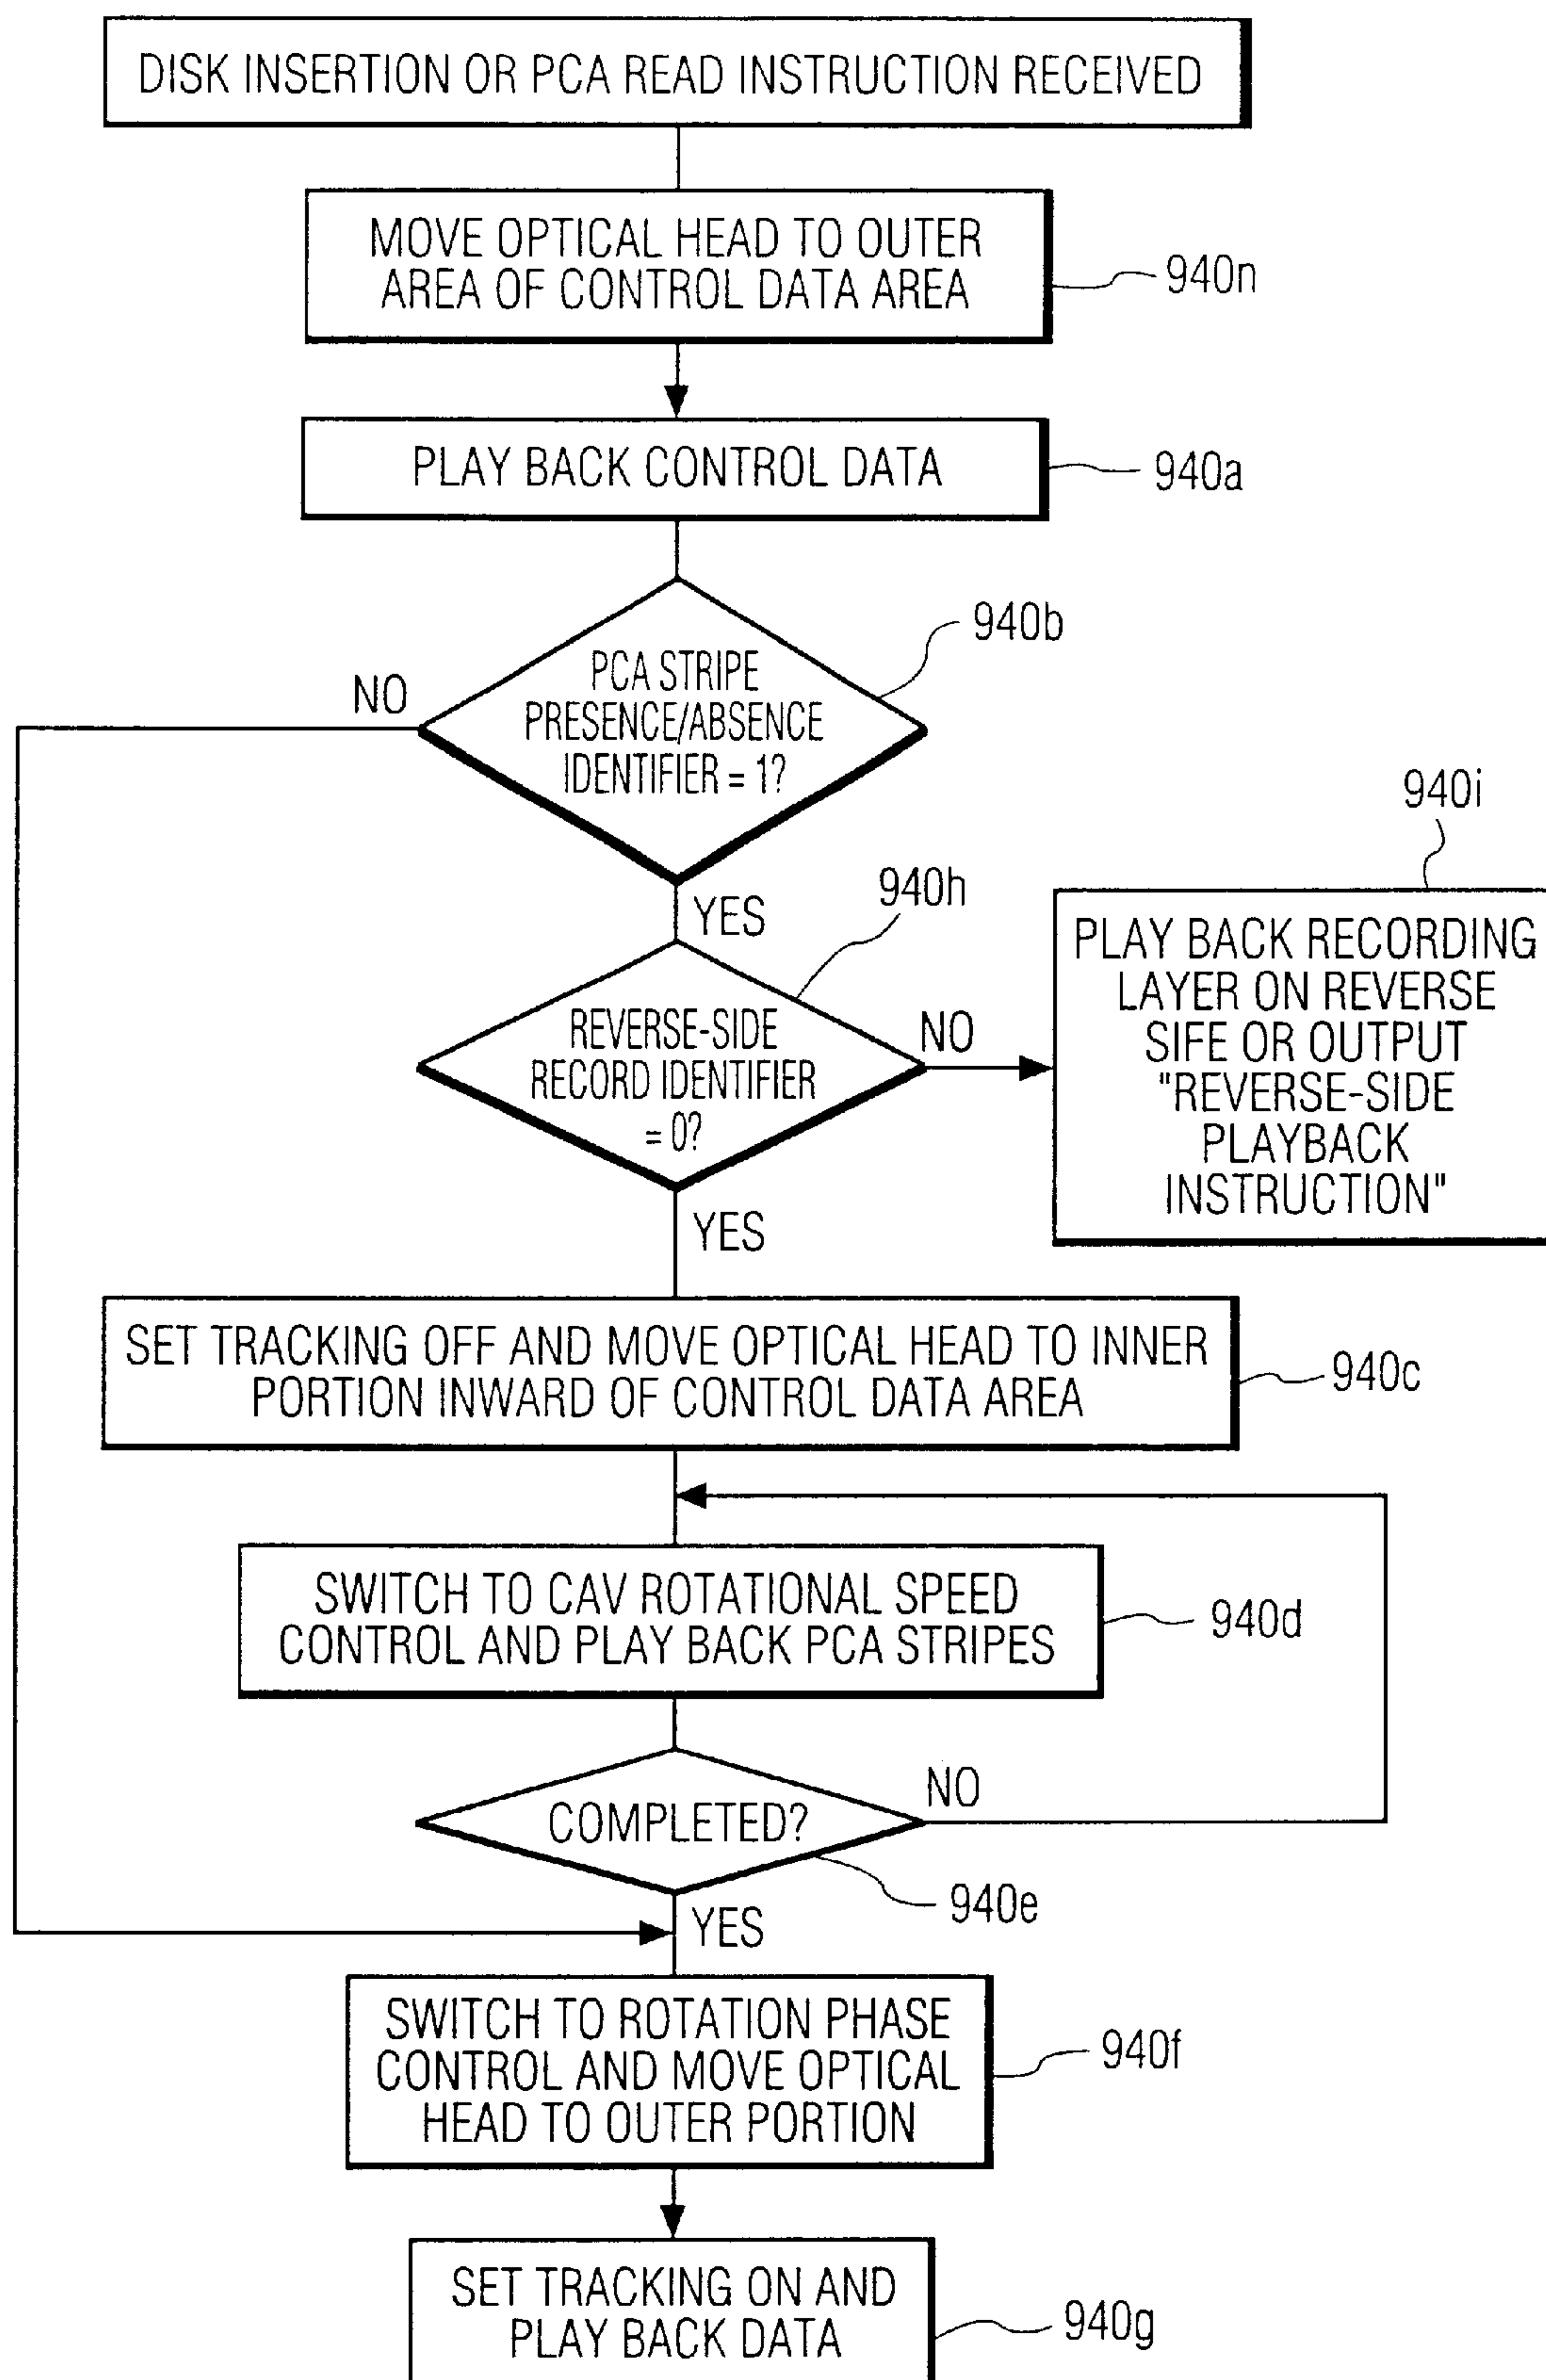 DISK INSERTION OR PCA READ INSTRUCTION RECEIVED
MOVE OPTICAL HEAD TO OUTER
AREA OF CONTROL DATA AREA
940n
PLAY BACK CONTROL DATA
940a
940b
PCA STRIPE
PRESENCE/ABSENCE
IDENTIFIER = 1?
NO
YES
940h
REVERSE-SIDE
RECORD IDENTIFIER
= 0?
NO
940i
PLAY BACK RECORDING
LAYER ON REVERSE
SIFE OR OUTPUT
"REVERSE-SIDE
PLAYBACK
INSTRUCTION"
YES
SET TRACKING OFF AND MOVE OPTICAL HEAD TO INNER
PORTION INWARD OF CONTROL DATA AREA
940c
SWITCH TO CAV ROTATIONAL SPEED
CONTROL AND PLAY BACK PCA STRIPES
940d
COMPLETED?
NO
940e
YES
SWITCH TO ROTATION PHASE
CONTROL AND MOVE OPTICAL
HEAD TO OUTER PORTION
940f
SET TRACKING ON AND
PLAY BACK DATA
940g